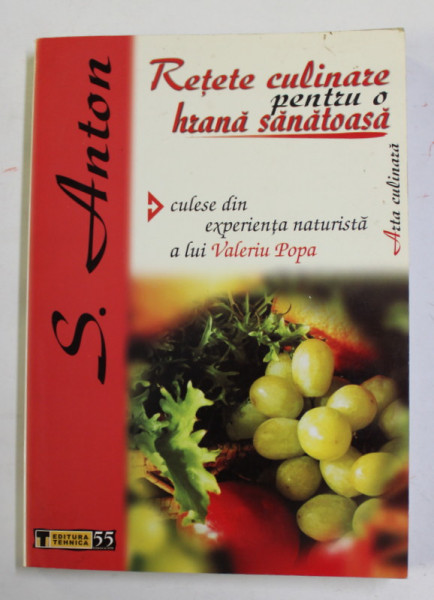 S. Anton
Rețete culinare
pentru o
hrană sănătoasă
Arta culinară
culese din
experiența naturistă
a lui Valeriu Popa
T EDITURA
TEHNICA
55